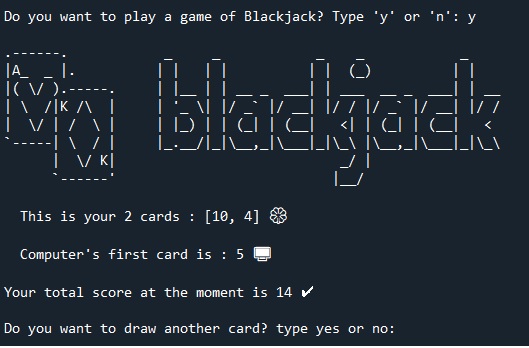 Do you want to play a game of Blackjack? Type 'y' or 'n': y
A
K
K
blackjack
This is your 2 cards : [10, 4]
Computer's first card is : 5
Your total score at the moment is 14 ✔
Do you want to draw another card? type yes or no: